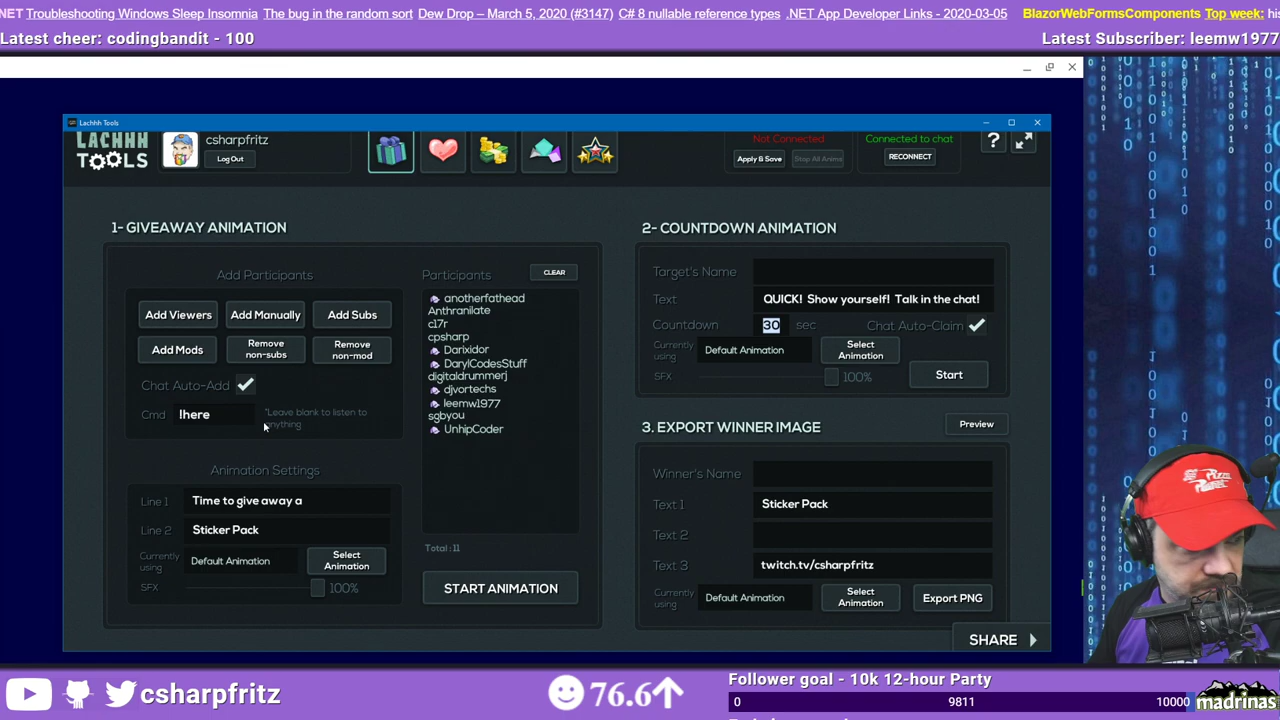 .NET Troubleshooting Windows Sleep Insomnia The bug in the random sort Dew Drop – March 5, 2020 (#3147) C# 8 nullable reference types .NET App Developer Links - 2020-03-05 BlazorWebFormsComponents Top week: his
Latest cheer: codingbandit - 100
Latest Subscriber: leemw1977
Lachhh Tools
LACHHH TOOLS
csharpfritz
Log Out
Not Connected
Apply & Save
Stop All Anims
Connected to chat
RECONNECT
?
1- GIVEAWAY ANIMATION
Add Participants
Add Viewers
Add Manually
Add Subs
Add Mods
Remove non-subs
Remove non-mod
Chat Auto-Add
Cmd
!here
*Leave blank to listen to anything
Participants
CLEAR
anotherfathead
Anthranilate
c17r
cpsharp
Darixidor
DarylCodesStuff
digitaldrummerj
djvortechs
leemw1977
sgbyou
UnhipCoder
Total : 11
START ANIMATION
Animation Settings
Line 1
Time to give away a
Line 2
Sticker Pack
Currently using
Default Animation
Select Animation
SFX
100%
2- COUNTDOWN ANIMATION
Target's Name
Text
QUICK! Show yourself! Talk in the chat!
Countdown
30
sec
Chat Auto-Claim
Currently using
Default Animation
Select Animation
SFX
100%
Start
3. EXPORT WINNER IMAGE
Preview
Winner's Name
Text 1
Sticker Pack
Text 2
Text 3
twitch.tv/csharpfritz
Currently using
Default Animation
Select Animation
Export PNG
SHARE
csharpfritz
76.6
Follower goal - 10k 12-hour Party
0
9811
10000
madrinas